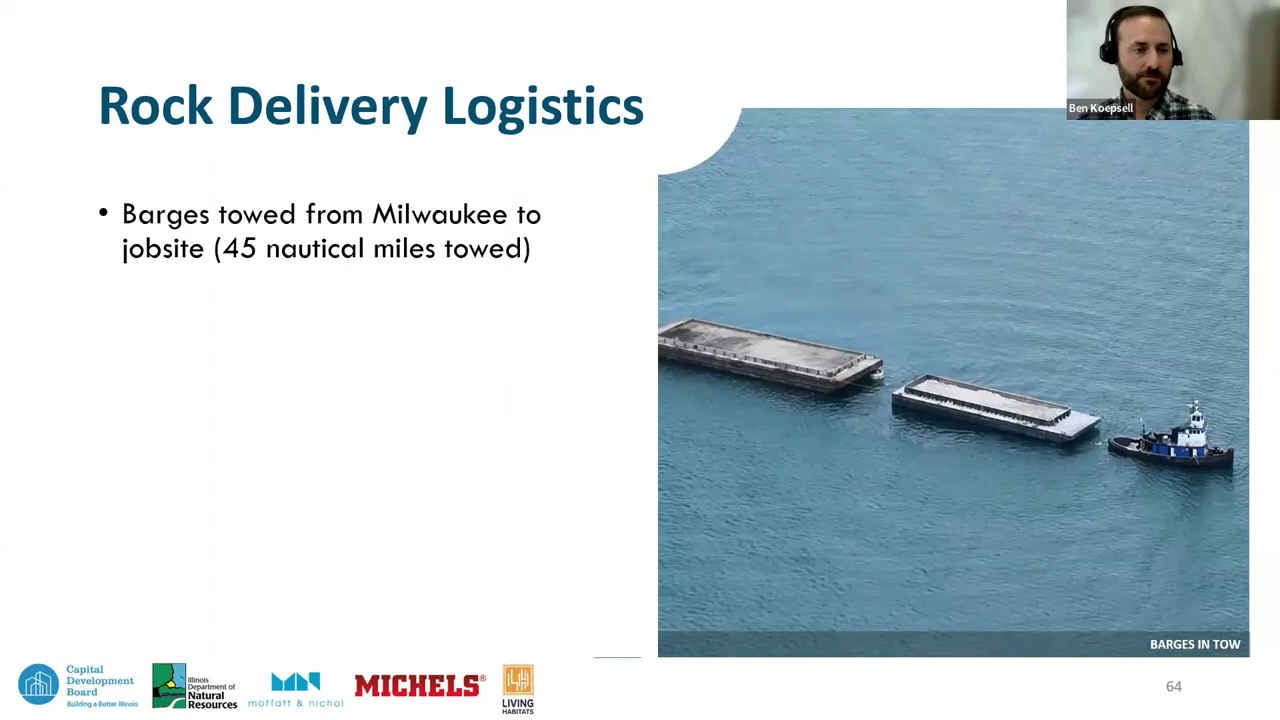 Rock Delivery Logistics
Ben Koepsell
• Barges towed from Milwaukee to
jobsite (45 nautical miles towed)
BARGES IN TOW
Capital
Development
Board
Building a Better Illinois
Illinois
Department of
Natural
Resources
moffatt & nichol
MICHELS®
LIVING
HABITATS
64